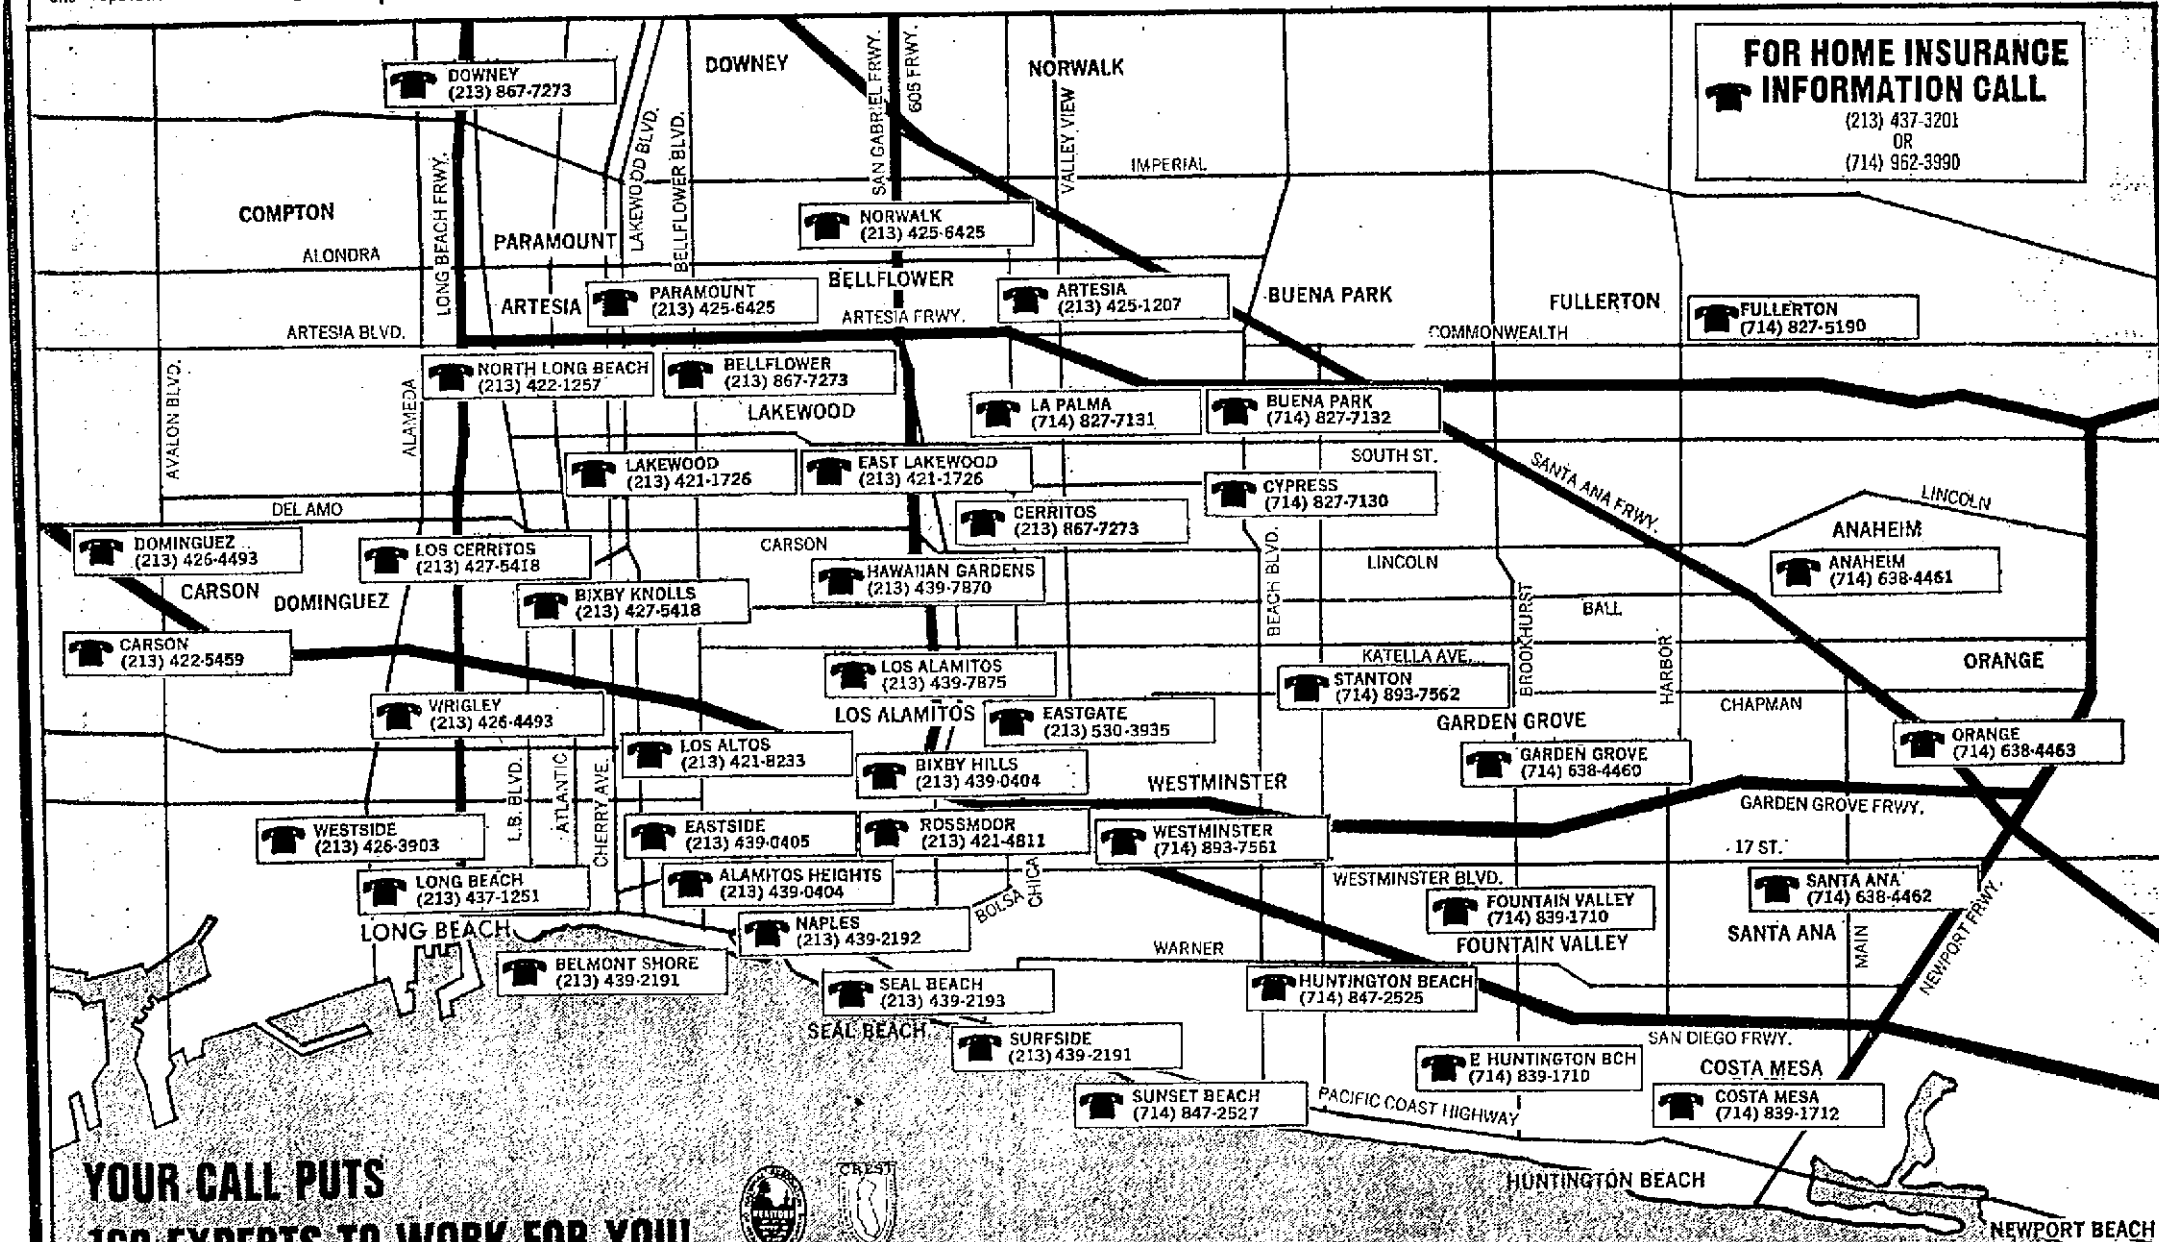 DOWNEY
(213) 867-7273
DOWNEY
SAN GABRIEL FRWY.
605 FRWY.
NORWALK
FOR HOME INSURANCE
INFORMATION CALL
(213) 437-3201
OR
(714) 962-3990
LAKEWOOD BLVD.
BELLFLOWER BLVD.
VALLEY VIEW
IMPERIAL
COMPTON
LONG BEACH FRWY.
PARAMOUNT
NORWALK
(213) 425-6425
ALONDRA
BELLFLOWER
ARTESIA
PARAMOUNT
(213) 425-6425
ARTESIA
(213) 425-1207
BUENA PARK
FULLERTON
FULLERTON
(714) 827-5190
ARTESIA BLVD.
ARTESIA FRWY.
COMMONWEALTH
AVALON BLVD.
ALAMEDA
NORTH LONG BEACH
(213) 422-1257
BELLFLOWER
(213) 867-7273
LAKEWOOD
LA PALMA
(714) 827-7131
BUENA PARK
(714) 827-7132
LAKEWOOD
(213) 421-1726
EAST LAKEWOOD
(213) 421-1726
SOUTH ST.
SANTA ANA FRWY.
CYPRESS
(714) 827-7130
LINCOLN
DEL AMO
CERRITOS
(213) 867-7273
ANAHEIM
DOMINGUEZ
(213) 426-4493
LOS CERRITOS
(213) 427-5418
CARSON
BEACH BLVD.
LINCOLN
ANAHEIM
(714) 638-4461
HAWAIIAN GARDENS
(213) 439-7870
CARSON
DOMINGUEZ
BIXBY KNOLLS
(213) 427-5418
BALL
BROOKHURST
HARBOR
CARSON
(213) 422-5459
LOS ALAMITOS
(213) 439-7875
KATELLA AVE.
ORANGE
STANTON
(714) 893-7562
WRIGLEY
(213) 426-4493
LOS ALAMITOS
EASTGATE
(213) 530-3935
GARDEN GROVE
CHAPMAN
ORANGE
(714) 638-4463
LOS ALTOS
(213) 421-8233
BIXBY HILLS
(213) 439-0404
WESTMINSTER
GARDEN GROVE
(714) 638-4460
L.B. BLVD.
ATLANTIC
CHERRY AVE.
GARDEN GROVE FRWY.
WESTSIDE
(213) 426-3903
EASTSIDE
(213) 439-0405
ROSSMOOR
(213) 421-4811
WESTMINSTER
(714) 893-7561
17 ST.
LONG BEACH
(213) 437-1251
ALAMITOS HEIGHTS
(213) 439-0404
BOLSA CHICA
WESTMINSTER BLVD.
SANTA ANA
(714) 638-4462
FOUNTAIN VALLEY
(714) 839-1710
LONG BEACH
NAPLES
(213) 439-2192
WARNER
FOUNTAIN VALLEY
SANTA ANA
MAIN
NEWPORT FRWY.
BELMONT SHORE
(213) 439-2191
SEAL BEACH
(213) 439-2193
HUNTINGTON BEACH
(714) 847-2525
SEAL BEACH
SURFSIDE
(213) 439-2191
SAN DIEGO FRWY.
E HUNTINGTON BCH
(714) 839-1710
COSTA MESA
SUNSET BEACH
(714) 847-2527
PACIFIC COAST HIGHWAY
COSTA MESA
(714) 839-1712
YOUR CALL PUTS
160 EXPERTS TO WORK FOR YOU!
REALTORS
CREST
HUNTINGTON BEACH
NEWPORT BEACH